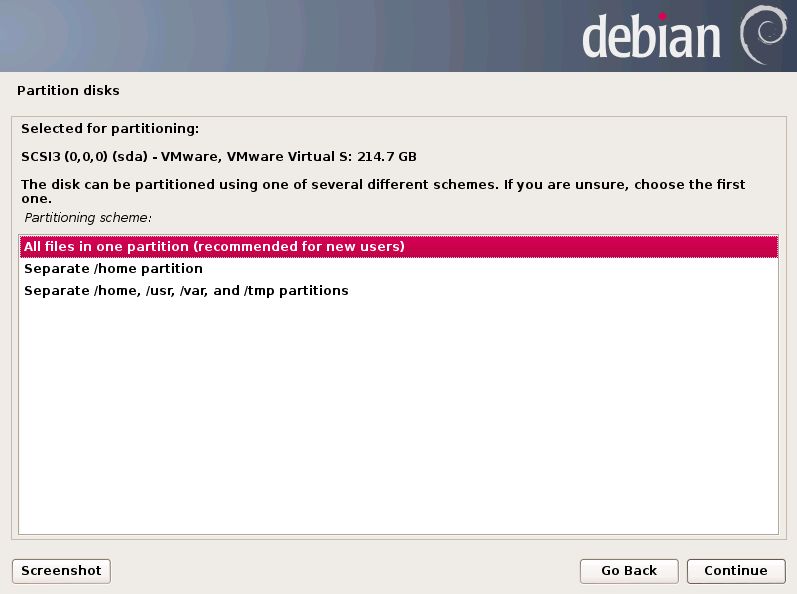 debian
Partition disks
Selected for partitioning:
SCSI3 (0,0,0) (sda) - VMware, VMware Virtual S: 214.7 GB
The disk can be partitioned using one of several different schemes. If you are unsure, choose the first
one.
Partitioning scheme:
All files in one partition (recommended for new users)
Separate /home partition
Separate /home, /usr, /var, and /tmp partitions
Screenshot
Go Back
Continue